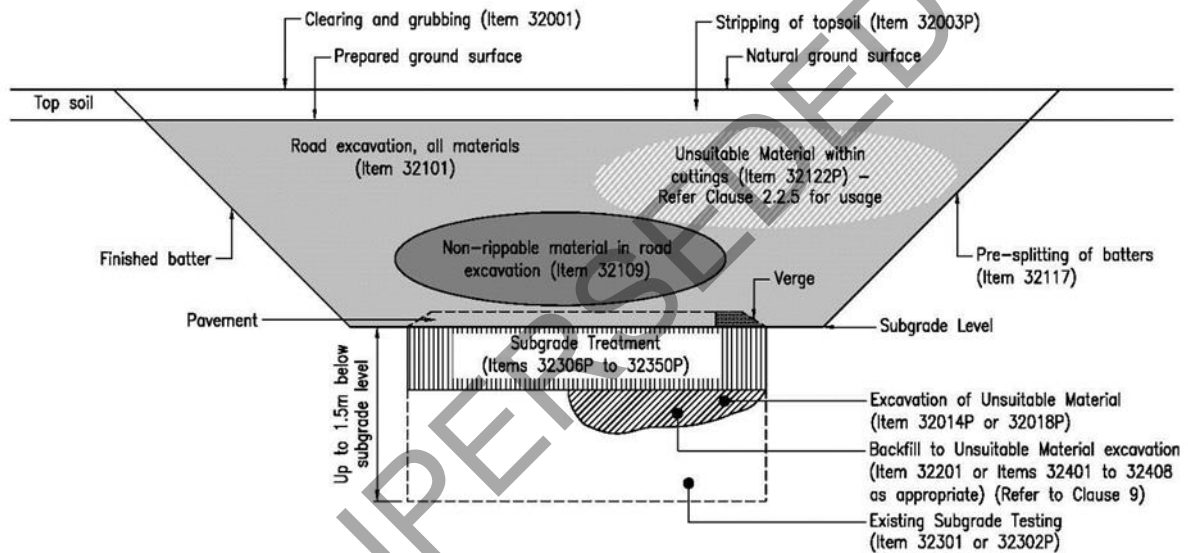 Clearing and grubbing (Item 32001)
Stripping of topsoil (Item 32003P)
Prepared ground surface
Natural ground surface
Top soil
Road excavation, all materials
(Item 32101)
Unsuitable Material within
cuttings (Item 32122P) –
Refer Clause 2.2.5 for usage
Non-rippable material in road
excavation (Item 32109)
Finished batter
Pre-splitting of batters
(Item 32117)
Verge
Pavement
Subgrade Level
Subgrade Treatment
(Items 32306P to 32350P)
Up to 1.5m below
subgrade level
Excavation of Unsuitable Material
(Item 32014P or 32018P)
Backfill to Unsuitable Material excavation
(Item 32201 or Items 32401 to 32408
as appropriate) (Refer to Clause 9)
Existing Subgrade Testing
(Item 32301 or 32302P)
UPERSEDED